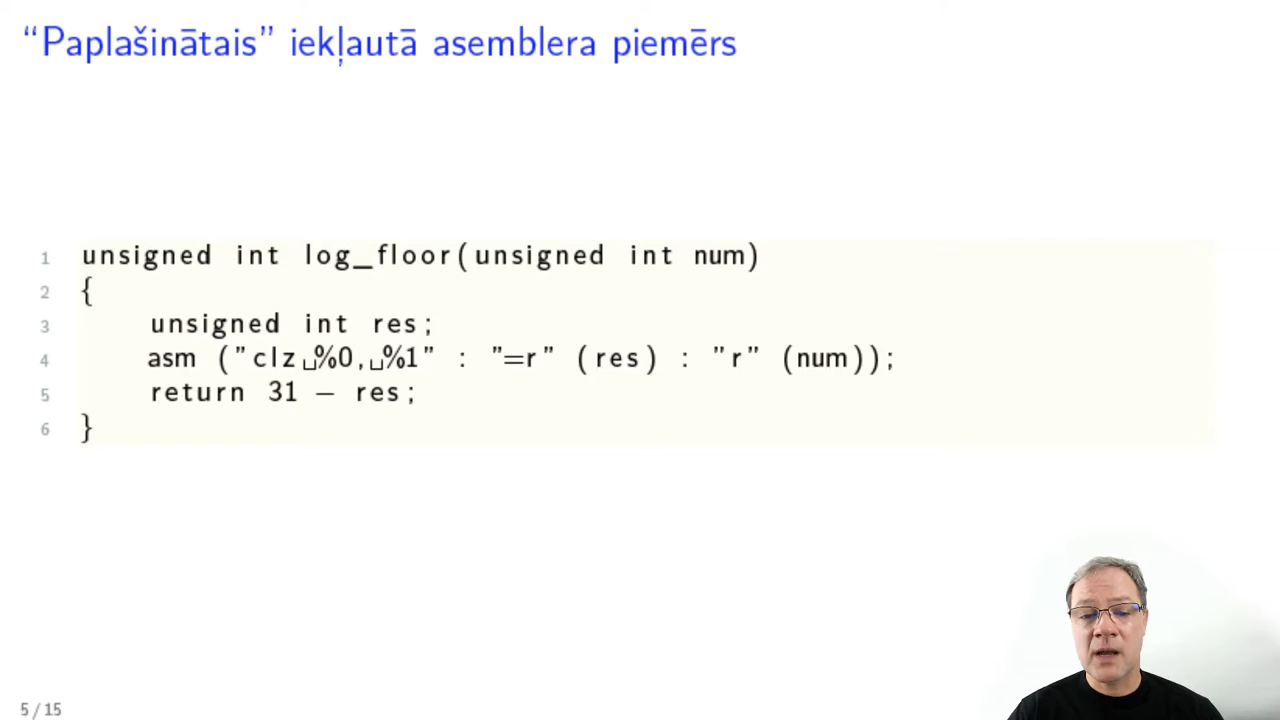 “Paplašinātais” iekļautā asemblera piemērs
1 unsigned int log_floor(unsigned int num)
2 {
3 unsigned int res;
4 asm ("clz␣%0,␣%1" : "=r" (res) : "r" (num));
5 return 31 − res;
6 }
5 / 15